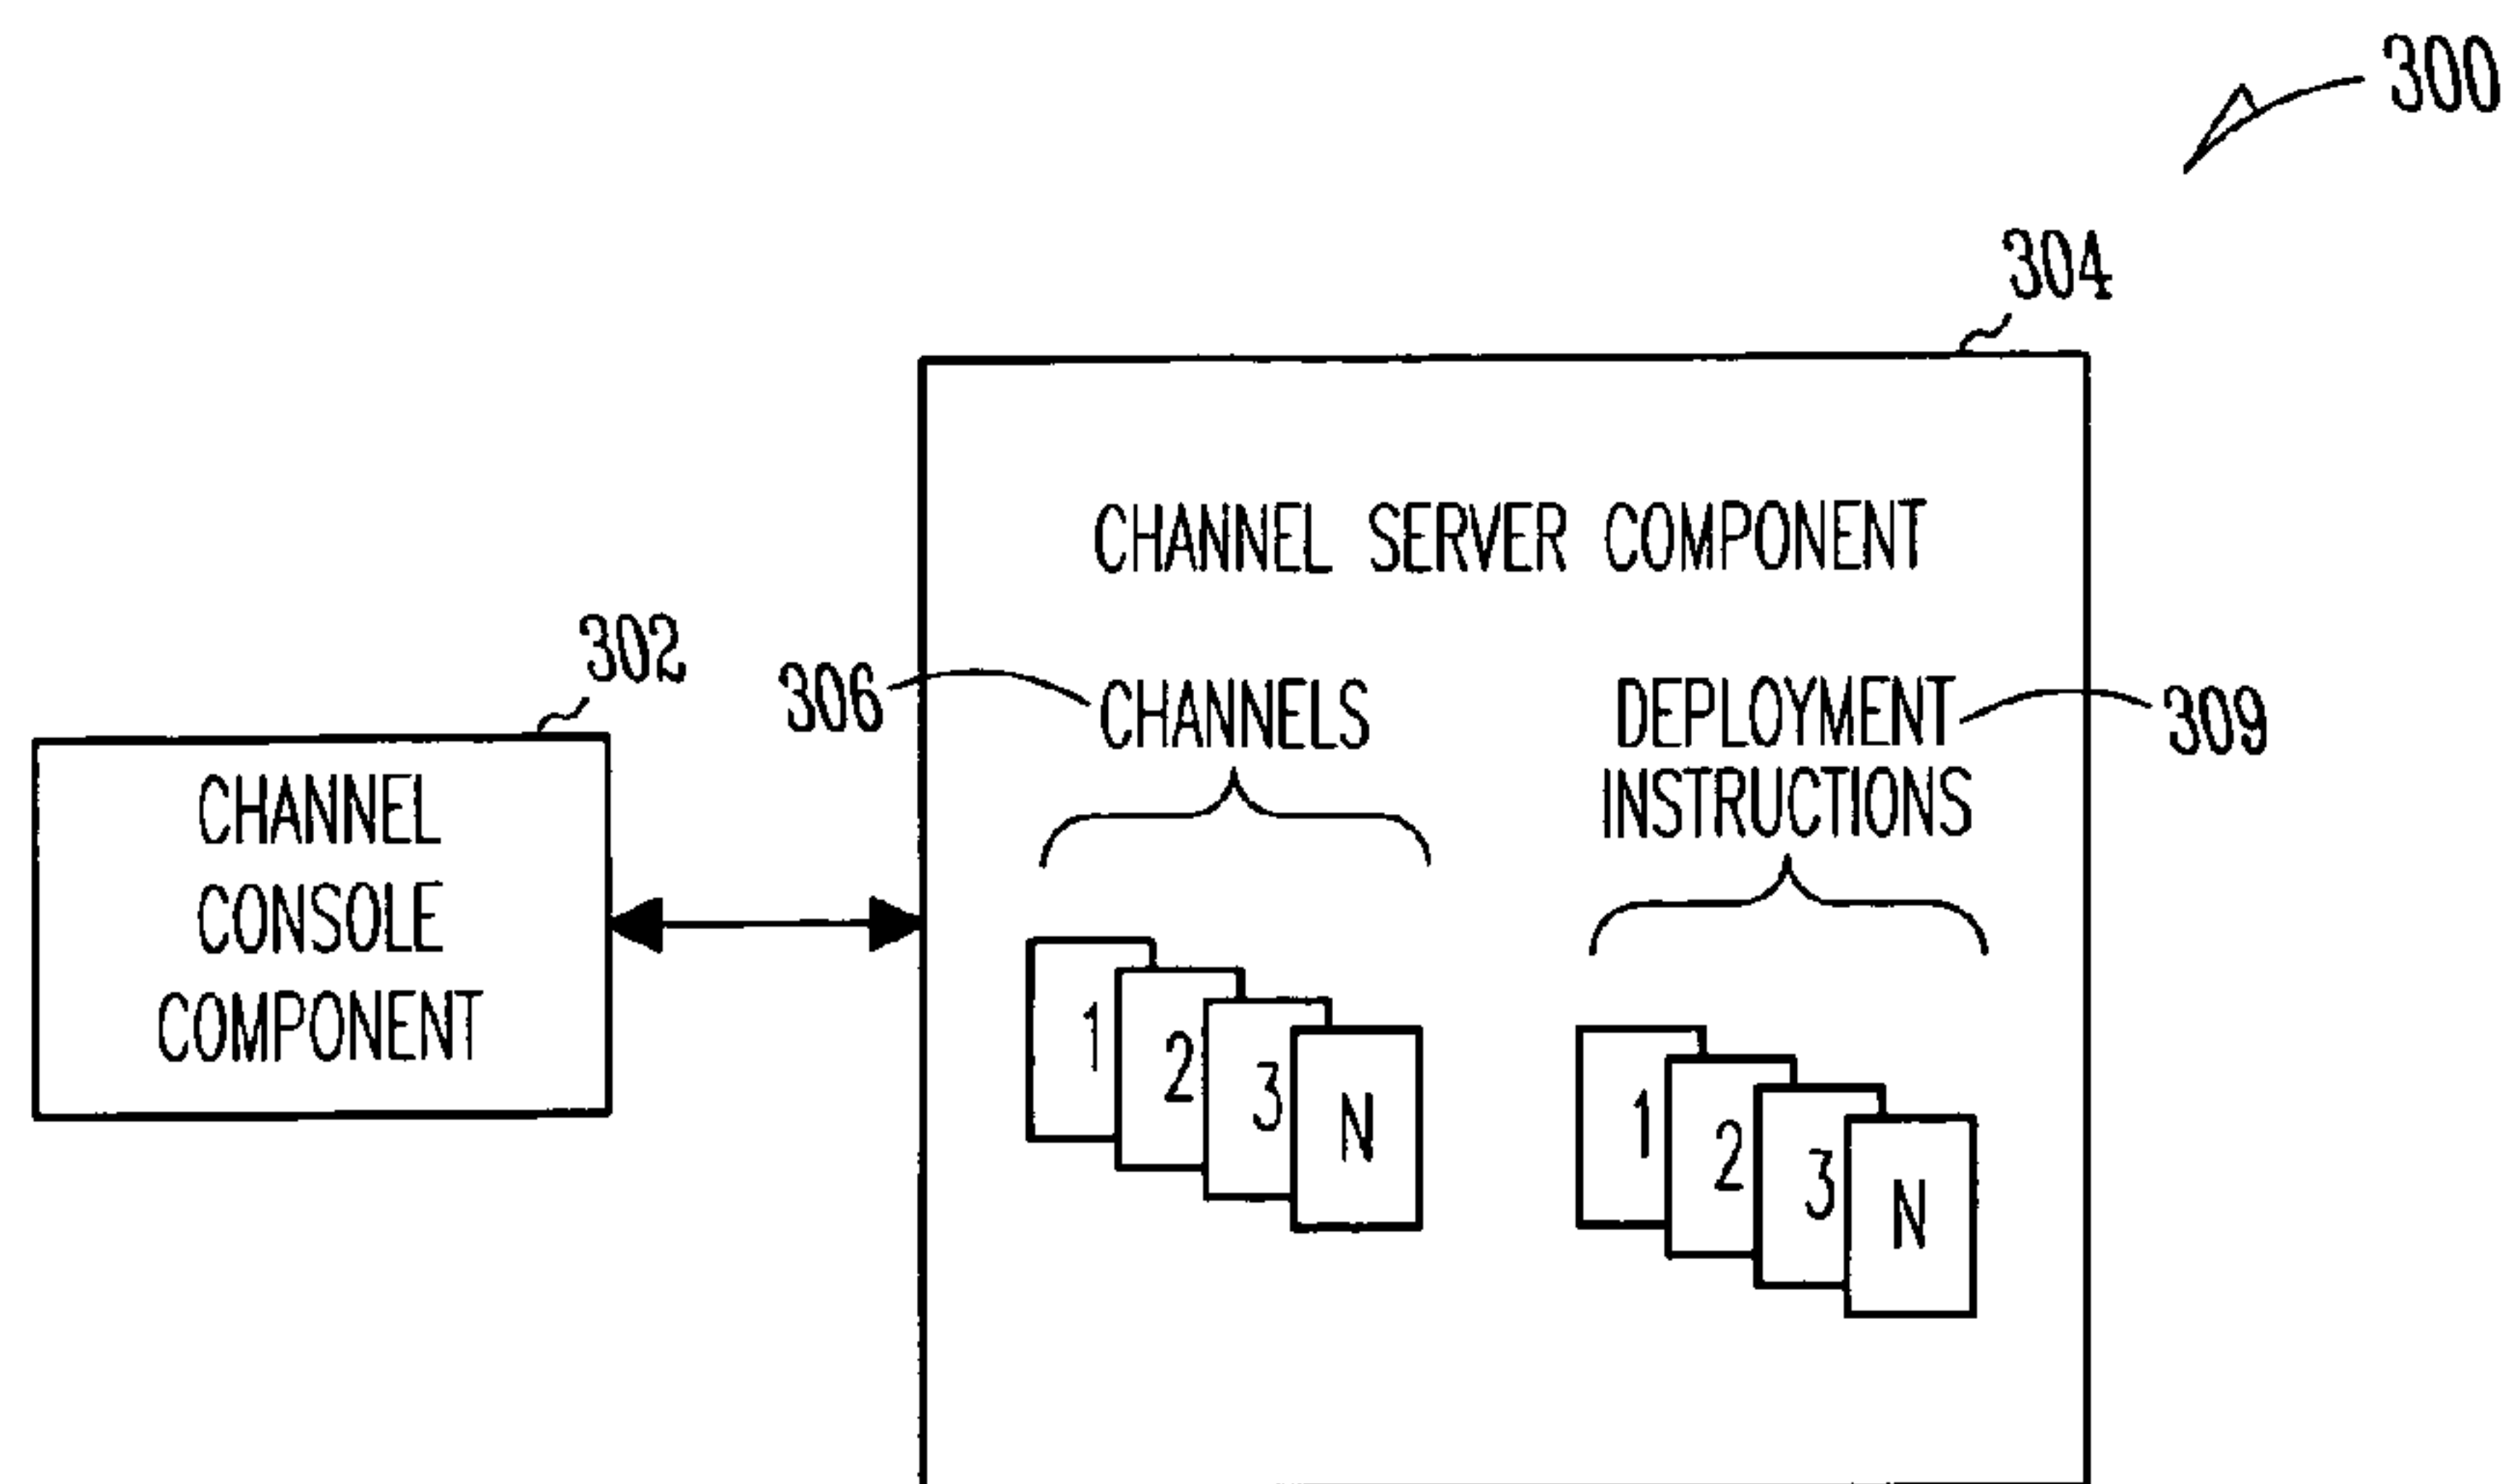 300
304
CHANNEL SERVER COMPONENT
302
306
CHANNELS
DEPLOYMENT
INSTRUCTIONS
309
CHANNEL
CONSOLE
COMPONENT
1
2
3
N
1
2
3
N